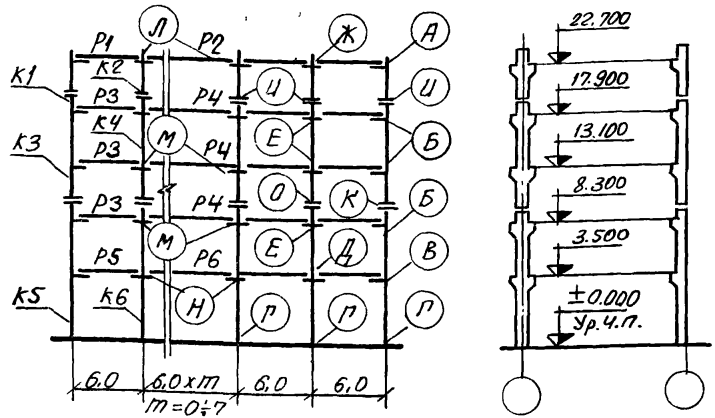 Л Ж А
22.700
Р1 Р2
К1 К2
17.900
Р3 Р4 И И
К4 Е
13.100
К3 М Б
Р3 Р4
О К Б
8.300
Р3 Р4
М Е Д В
3.500
Р5 Р6
Н
±0.000
К5 К6 Г Г Г
Ур.Ч.П.
6,0 6,0×m 6,0 6,0
m=0÷7